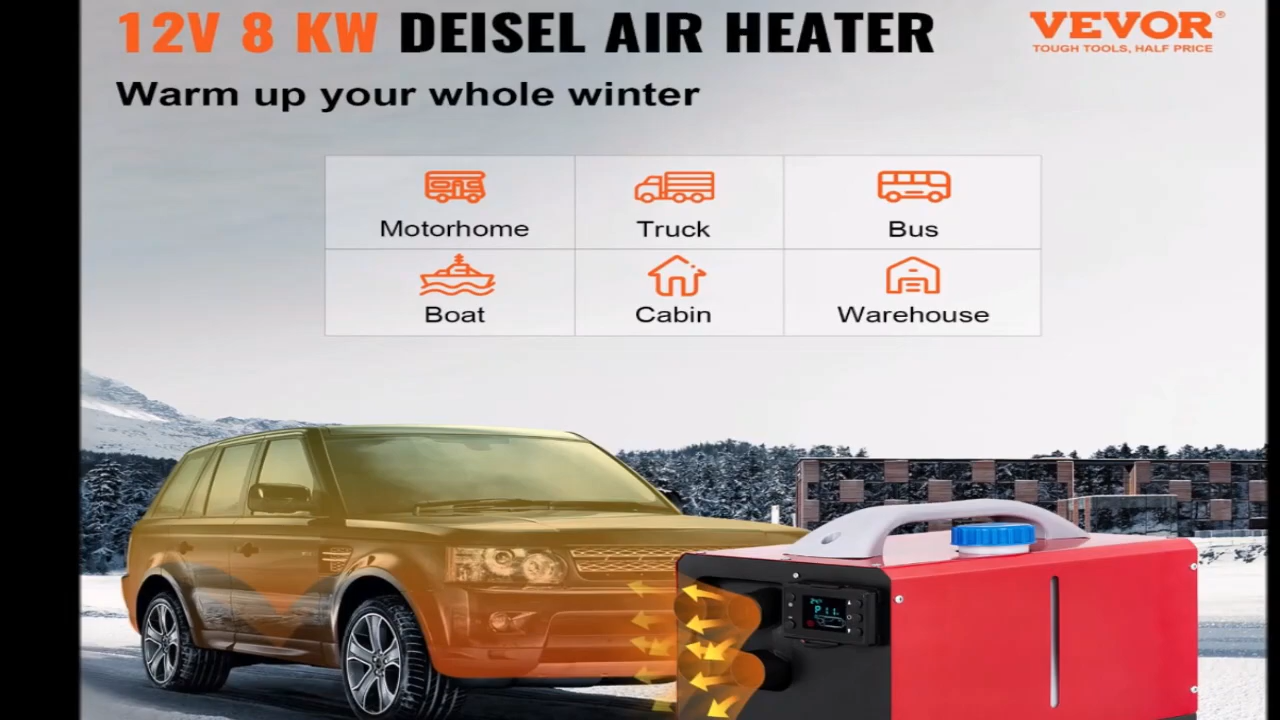 12V 8 KW DEISEL AIR HEATER
VEVOR®
TOUGH TOOLS, HALF PRICE
Warm up your whole winter
Motorhome
Truck
Bus
Boat
Cabin
Warehouse